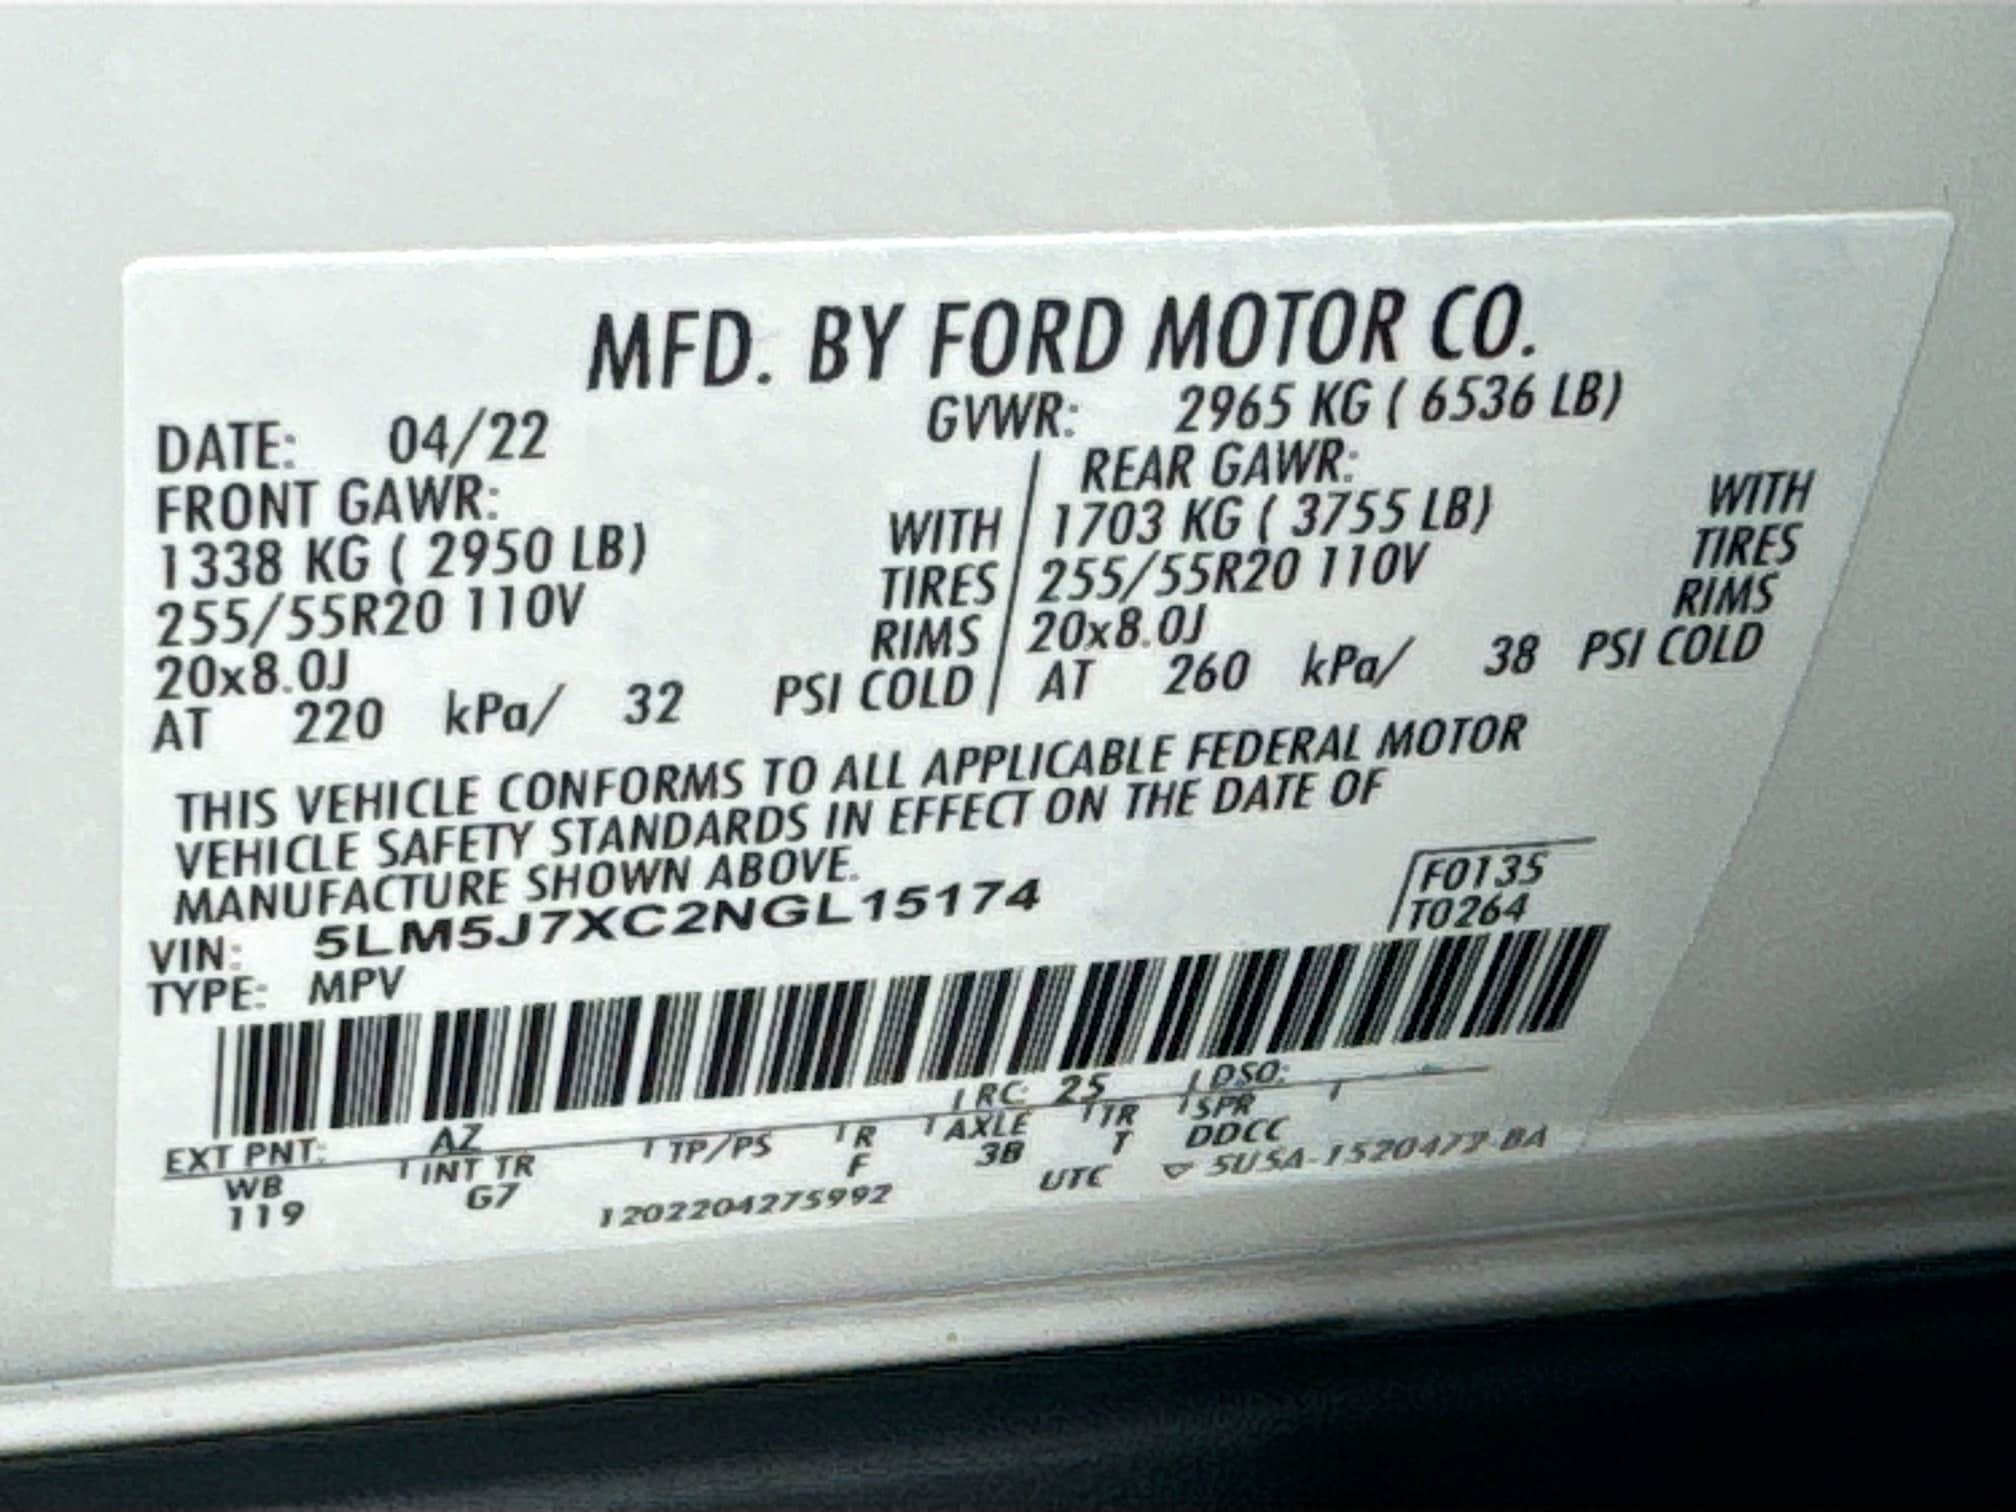 MFD. BY FORD MOTOR CO.
DATE: 04/22 GVWR: 2965 KG ( 6536 LB)
FRONT GAWR: REAR GAWR:
1338 KG ( 2950 LB) WITH 1703 KG ( 3755 LB) WITH
255/55R20 110V TIRES 255/55R20 110V TIRES
20x8.0J RIMS 20x8.0J RIMS
AT 220 kPa/ 32 PSI COLD AT 260 kPa/ 38 PSI COLD
THIS VEHICLE CONFORMS TO ALL APPLICABLE FEDERAL MOTOR
VEHICLE SAFETY STANDARDS IN EFFECT ON THE DATE OF
MANUFACTURE SHOWN ABOVE.
VIN: 5LM5J7XC2NGL15174
TYPE: MPV
F0135
T0264
EXT PNT: AZ RC: 25 DSO:
WB INT TR TP/PS R AXLE TR SPR
119 G7 F 3B T DDCC
1202204275992 UTC 5USA-1520472-BA